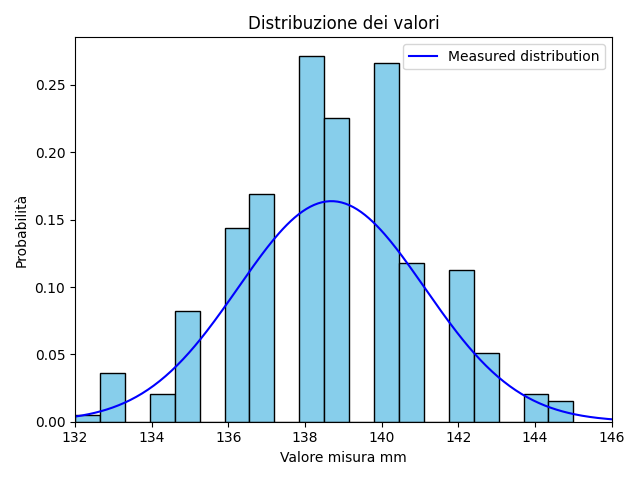 Distribuzione dei valori
Measured distribution
Probabilità
0.25
0.20
0.15
0.10
0.05
0.00
132 134 136 138 140 142 144 146
Valore misura mm